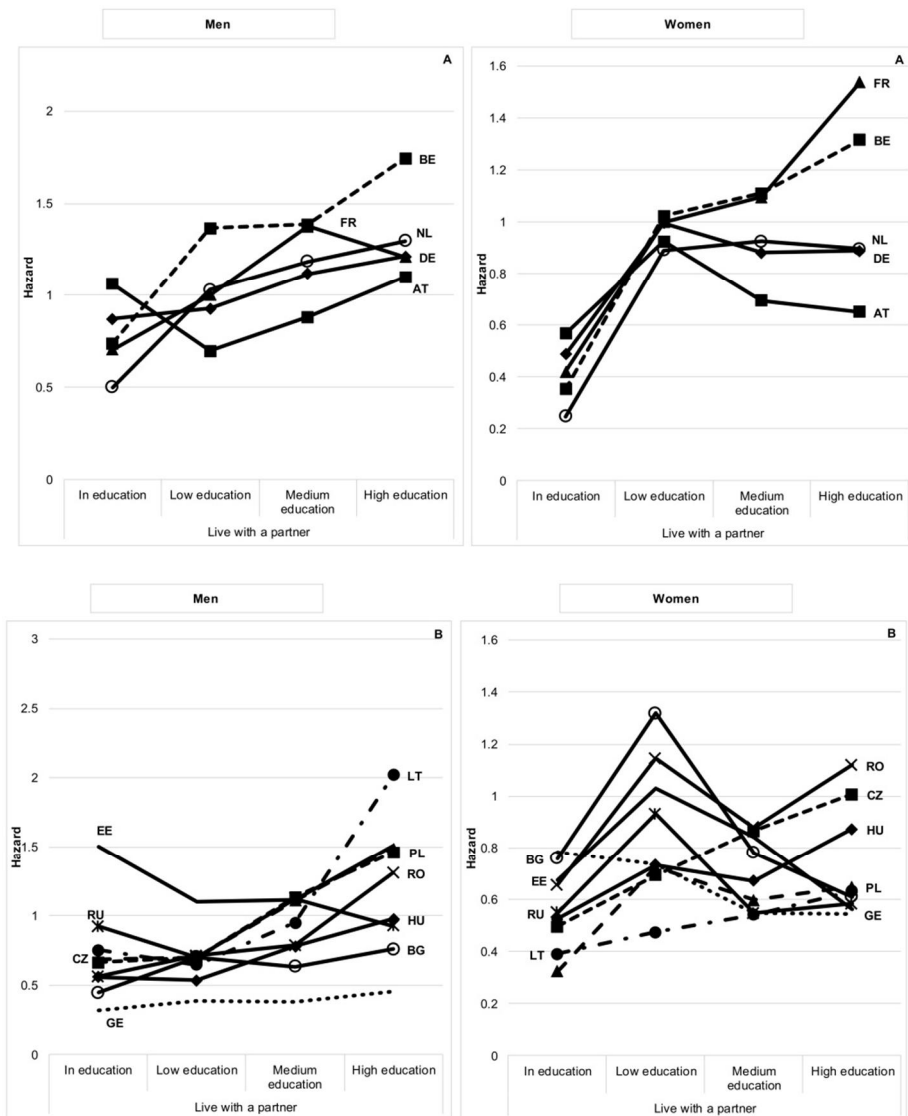 Men
Women
A
2
1.5
1
0.5
0
Hazard
BE
FR
NL
DE
AT
In education
Low education
Medium
education
High education
Live with a partner
A
1.6
1.4
1.2
1
0.8
0.6
0.4
0.2
0
Hazard
FR
BE
NL
DE
AT
In education
Low education
Medium
education
High education
Live with a partner
Men
Women
B
3
2.5
2
1.5
1
0.5
0
Hazard
EE
RU
CZ
GE
LT
PL
RO
HU
BG
In education
Low education
Medium
education
High education
Live with a partner
B
1.6
1.4
1.2
1
0.8
0.6
0.4
0.2
0
Hazard
BG
EE
RU
LT
RO
CZ
HU
PL
GE
In education
Low education
Medium
education
High education
Live with a partner